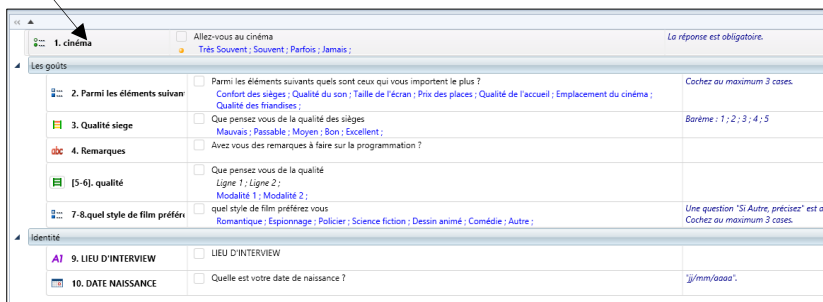 1. cinéma
Allez-vous au cinéma
La réponse est obligatoire.
Très Souvent ; Souvent ; Parfois ; Jamais ;
Les goûts
2. Parmi les éléments suivan
Parmi les éléments suivants quels sont ceux qui vous importent le plus ?
Cochez au maximum 3 cases.
Confort des sièges ; Qualité du son ; Taille de l'écran ; Prix des places ; Qualité de l'accueil ; Emplacement du cinéma ;
Qualité des friandises ;
3. Qualité siege
Que pensez vous de la qualité des sièges
Barème : 1 ; 2 ; 3 ; 4 ; 5
Mauvais ; Passable ; Moyen ; Bon ; Excellent ;
abc 4. Remarques
Avez vous des remarques à faire sur la programmation ?
[5-6]. qualité
Que pensez vous de la qualité
Ligne 1 ; Ligne 2 ;
Modalité 1 ; Modalité 2 ;
7-8.quel style de film préfére
quel style de film préférez vous
Une question "Si Autre, précisez" est a
Romantique ; Espionnage ; Policier ; Science fiction ; Dessin animé ; Comédie ; Autre ;
Cochez au maximum 3 cases.
Identité
A1 9. LIEU D'INTERVIEW
LIEU D'INTERVIEW
10. DATE NAISSANCE
Quelle est votre date de naissance ?
"jj/mm/aaaa".